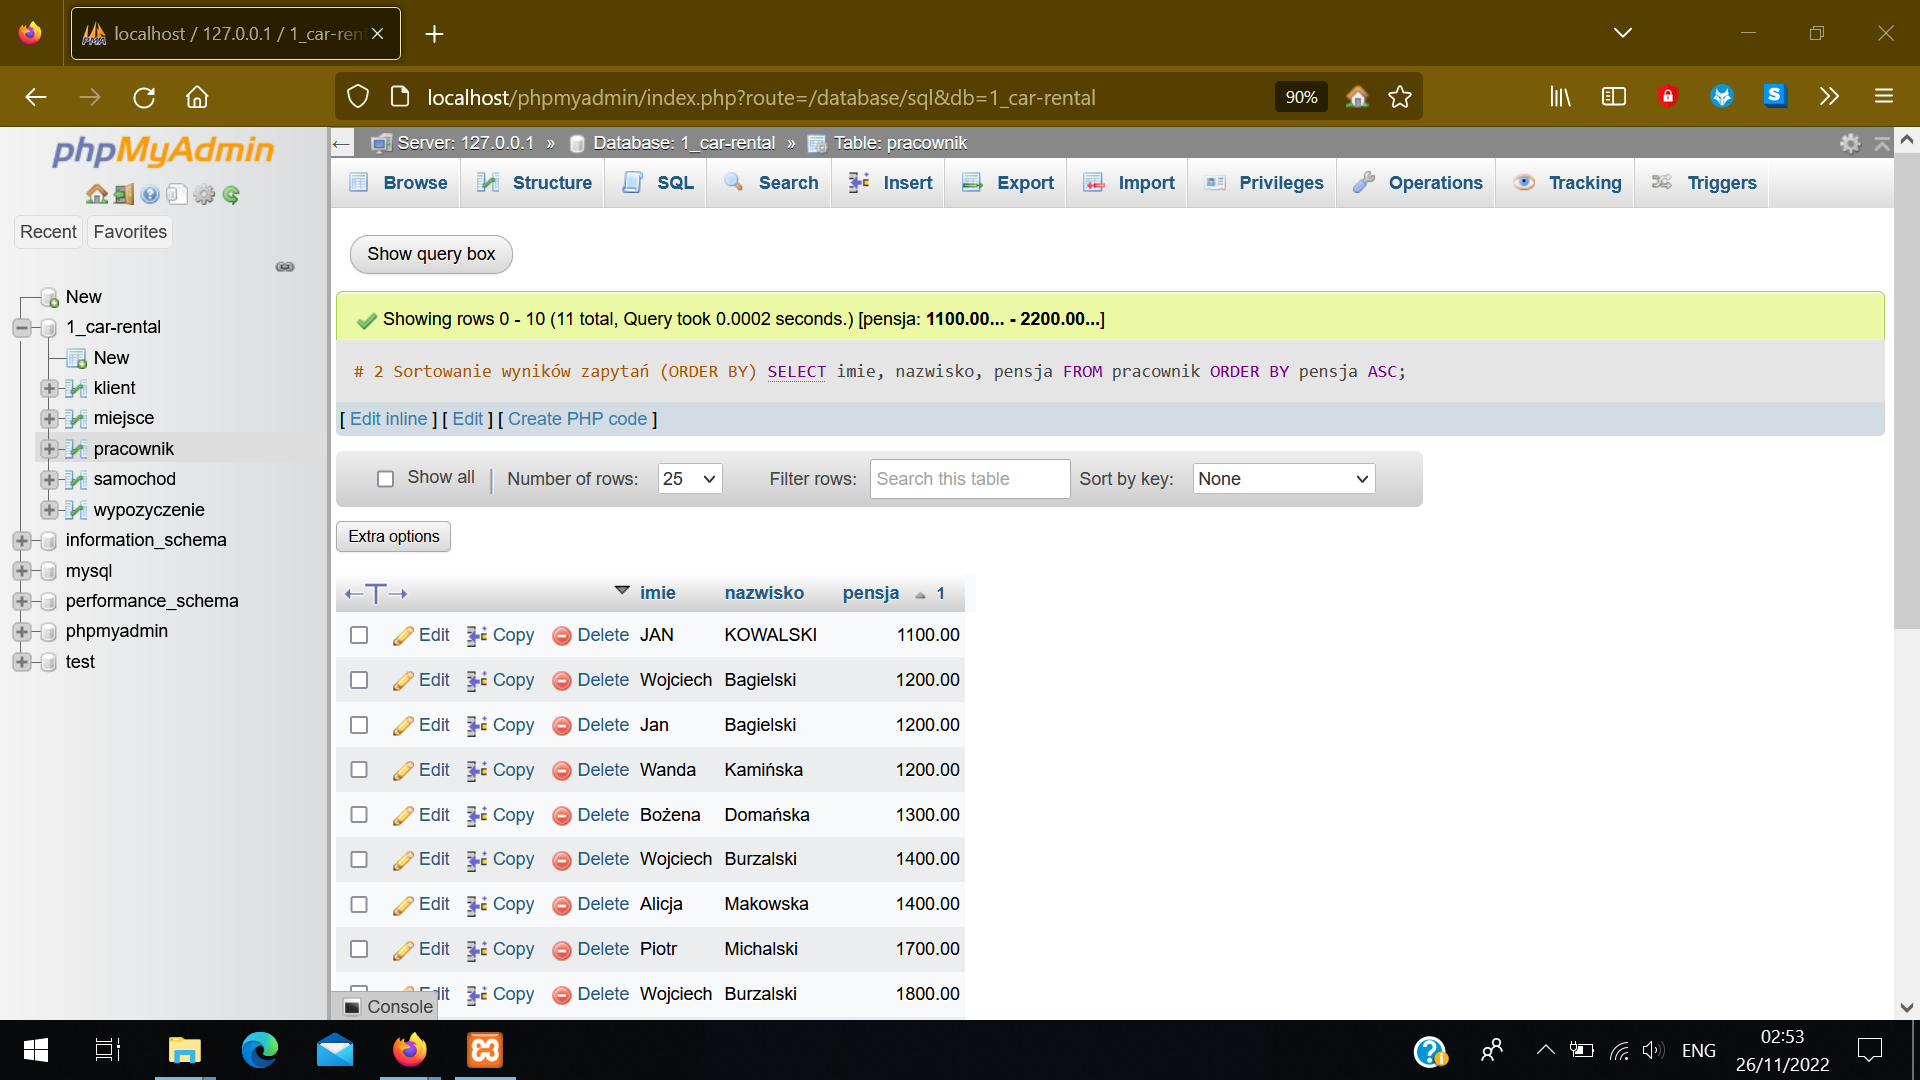 localhost / 127.0.0.1 / 1_car-ren
localhost/phpmyadmin/index.php?route=/database/sql&db=1_car-rental
90%
phpMyAdmin
Recent Favorites
New
1_car-rental
New
klient
miejsce
pracownik
samochod
wypozyczenie
information_schema
mysql
performance_schema
phpmyadmin
test
Server: 127.0.0.1 » Database: 1_car-rental » Table: pracownik
Browse Structure SQL Search Insert Export Import Privileges Operations Tracking Triggers
Show query box
Showing rows 0 - 10 (11 total, Query took 0.0002 seconds.) [pensja: 1100.00... - 2200.00...]
# 2 Sortowanie wyników zapytań (ORDER BY) SELECT imie, nazwisko, pensja FROM pracownik ORDER BY pensja ASC;
[ Edit inline ] [ Edit ] [ Create PHP code ]
Show all Number of rows: 25 Filter rows: Search this table Sort by key: None
Extra options
imie nazwisko pensja 1
Edit Copy Delete JAN KOWALSKI 1100.00
Edit Copy Delete Wojciech Bagielski 1200.00
Edit Copy Delete Jan Bagielski 1200.00
Edit Copy Delete Wanda Kamińska 1200.00
Edit Copy Delete Bożena Domańska 1300.00
Edit Copy Delete Wojciech Burzalski 1400.00
Edit Copy Delete Alicja Makowska 1400.00
Edit Copy Delete Piotr Michalski 1700.00
Copy Delete Wojciech Burzalski 1800.00
Console
ENG
02:53
26/11/2022